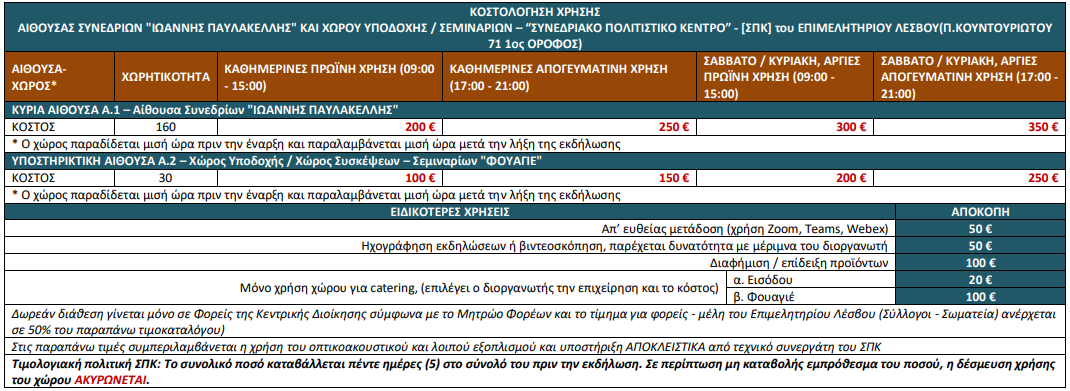 ΚΟΣΤΟΛΟΓΗΣΗ ΧΡΗΣΗΣ
ΑΙΘΟΥΣΑΣ ΣΥΝΕΔΡΙΩΝ "ΙΩΑΝΝΗΣ ΠΑΥΛΑΚΕΛΛΗΣ" ΚΑΙ ΧΩΡΟΥ ΥΠΟΔΟΧΗΣ / ΣΕΜΙΝΑΡΙΩΝ – “ΣΥΝΕΔΡΙΑΚΟ ΠΟΛΙΤΙΣΤΙΚΟ ΚΕΝΤΡΟ” - [ΣΠΚ] του ΕΠΙΜΕΛΗΤΗΡΙΟΥ ΛΕΣΒΟΥ(Π.ΚΟΥΝΤΟΥΡΙΩΤΟΥ
71 1ος ΟΡΟΦΟΣ)
ΑΙΘΟΥΣΑ-
ΧΩΡΟΣ*
ΧΩΡΗΤΙΚΟΤΗΤΑ
ΚΑΘΗΜΕΡΙΝΕΣ ΠΡΩΪΝΗ ΧΡΗΣΗ (09:00
- 15:00)
ΚΑΘΗΜΕΡΙΝΕΣ ΑΠΟΓΕΥΜΑΤΙΝΗ ΧΡΗΣΗ
(17:00 - 21:00)
ΣΑΒΒΑΤΟ / ΚΥΡΙΑΚΗ, ΑΡΓΙΕΣ
ΠΡΩΪΝΗ ΧΡΗΣΗ (09:00 -
15:00)
ΣΑΒΒΑΤΟ / ΚΥΡΙΑΚΗ, ΑΡΓΙΕΣ
ΑΠΟΓΕΥΜΑΤΙΝΗ ΧΡΗΣΗ (17:00 -
21:00)
ΚΥΡΙΑ ΑΙΘΟΥΣΑ Α.1 – Αίθουσα Συνεδρίων "ΙΩΑΝΝΗΣ ΠΑΥΛΑΚΕΛΛΗΣ"
ΚΟΣΤΟΣ 160 200 € 250 € 300 € 350 €
* Ο χώρος παραδίδεται μισή ώρα πριν την έναρξη και παραλαμβάνεται μισή ώρα μετά την λήξη της εκδήλωσης
ΥΠΟΣΤΗΡΙΚΤΙΚΗ ΑΙΘΟΥΣΑ Α.2 – Χώρος Υποδοχής / Χώρος Συσκέψεων – Σεμιναρίων "ΦΟΥΑΓΙΕ"
ΚΟΣΤΟΣ 30 100 € 150 € 200 € 250 €
* Ο χώρος παραδίδεται μισή ώρα πριν την έναρξη και παραλαμβάνεται μισή ώρα μετά την λήξη της εκδήλωσης
ΕΙΔΙΚΟΤΕΡΕΣ ΧΡΗΣΕΙΣ ΑΠΟΚΟΠΗ
Απ’ ευθείας μετάδοση (χρήση Zoom, Teams, Webex) 50 €
Ηχογράφηση εκδηλώσεων ή βιντεοσκόπηση, παρέχεται δυνατότητα με μέριμνα του διοργανωτή 50 €
Διαφήμιση / επίδειξη προϊόντων 100 €
Μόνο χρήση χώρου για catering, (επιλέγει ο διοργανωτής την επιχείρηση και το κόστος)
α. Εισόδου 20 €
β. Φουαγιέ 100 €
Δωρεάν διάθεση γίνεται μόνο σε Φορείς της Κεντρικής Διοίκησης σύμφωνα με το Μητρώο Φορέων και το τίμημα για φορείς - μέλη του Επιμελητηρίου Λέσβου (Σύλλογοι - Σωματεία) ανέρχεται
σε 50% του παραπάνω τιμοκαταλόγου)
Στις παραπάνω τιμές συμπεριλαμβάνεται η χρήση του οπτικοακουστικού και λοιπού εξοπλισμού και υποστήριξη ΑΠΟΚΛΕΙΣΤΙΚΑ από τεχνικό συνεργάτη του ΣΠΚ
Τιμολογιακή πολιτική ΣΠΚ: Το συνολικό ποσό καταβάλλεται πέντε ημέρες (5) στο σύνολό του πριν την εκδήλωση. Σε περίπτωση μη καταβολής εμπρόθεσμα του ποσού, η δέσμευση χρήσης
του χώρου ΑΚΥΡΩΝΕΤΑΙ.